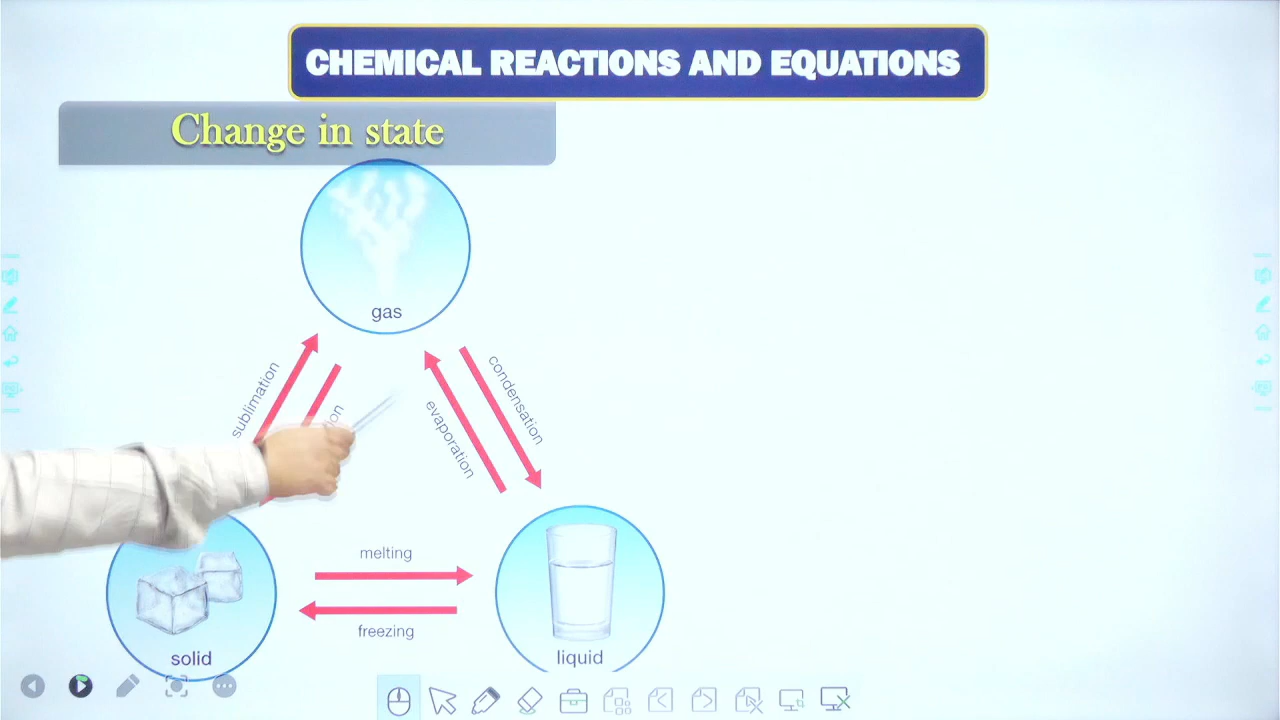 CHEMICAL REACTIONS AND EQUATIONS
Change in state
gas
sublimation
condensation
evaporation
melting
freezing
solid
liquid